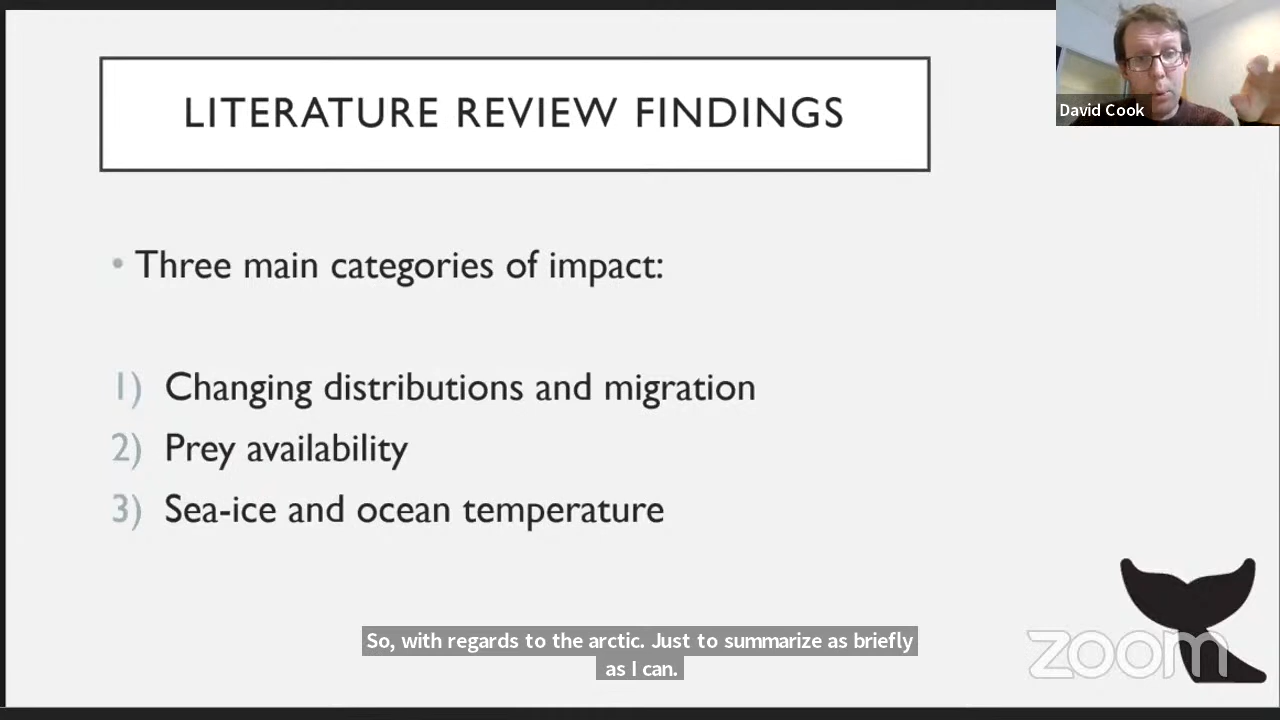 LITERATURE REVIEW FINDINGS
David Cook
• Three main categories of impact:
1) Changing distributions and migration
2) Prey availability
3) Sea-ice and ocean temperature
So, with regards to the arctic. Just to summarize as briefly
as I can.
zoom